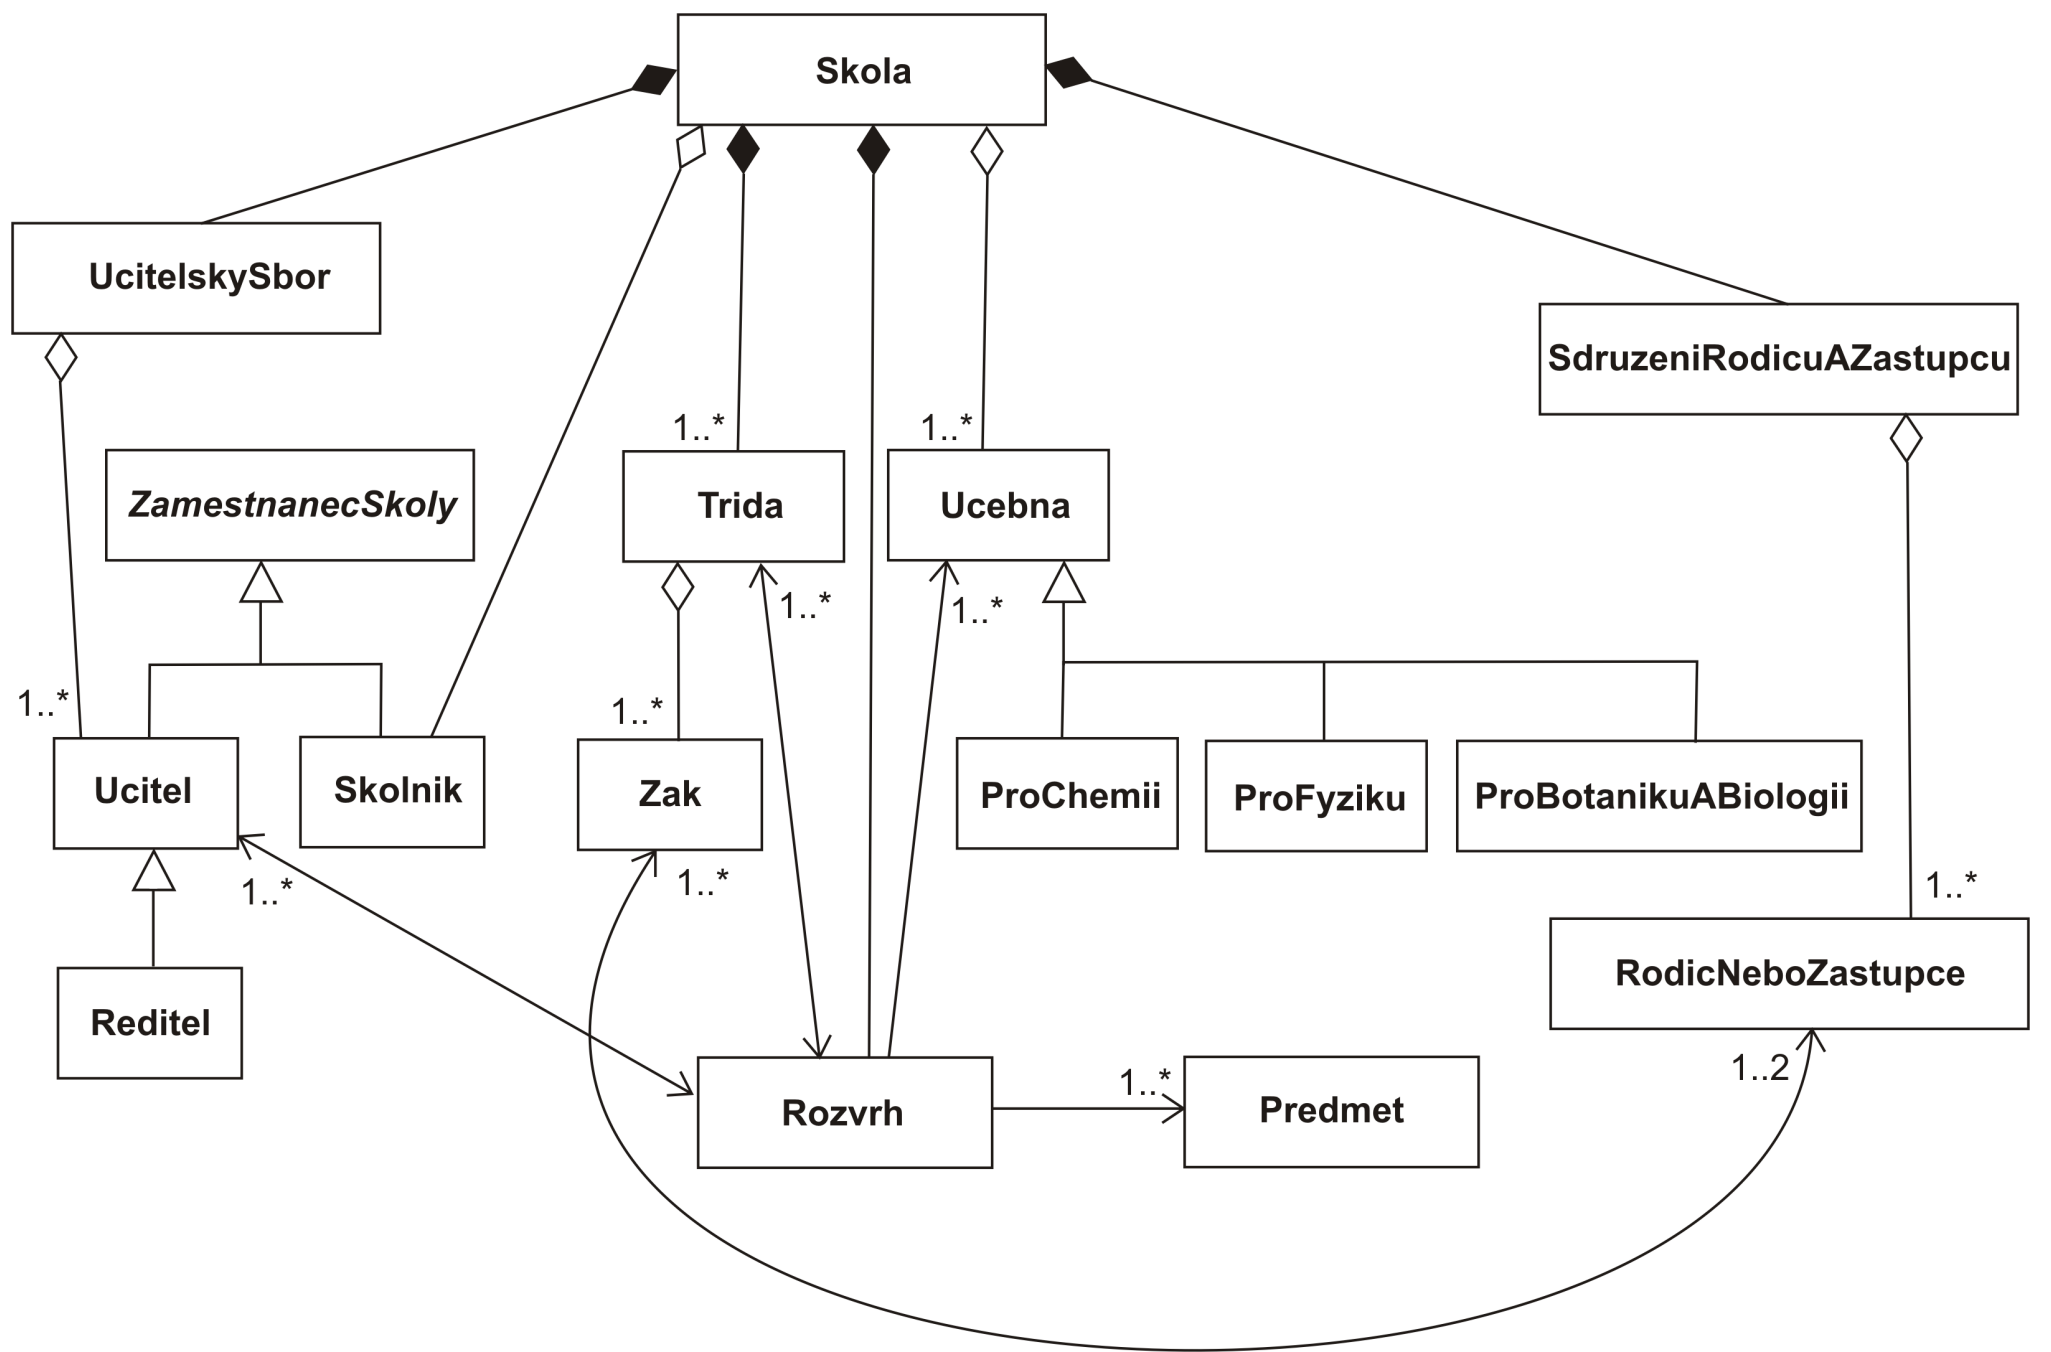 Skola
UcitelskySbor
SdruzeniRodicuAZastupcu
1..*
1..*
ZamestnanecSkoly
Trida
Ucebna
1..*
1..*
1..*
1..*
Ucitel
Skolnik
Zak
ProChemii
ProFyziku
ProBotanikuABiologii
1..*
1..*
1..*
RodicNeboZastupce
Reditel
1..2
1..*
Rozvrh
Predmet